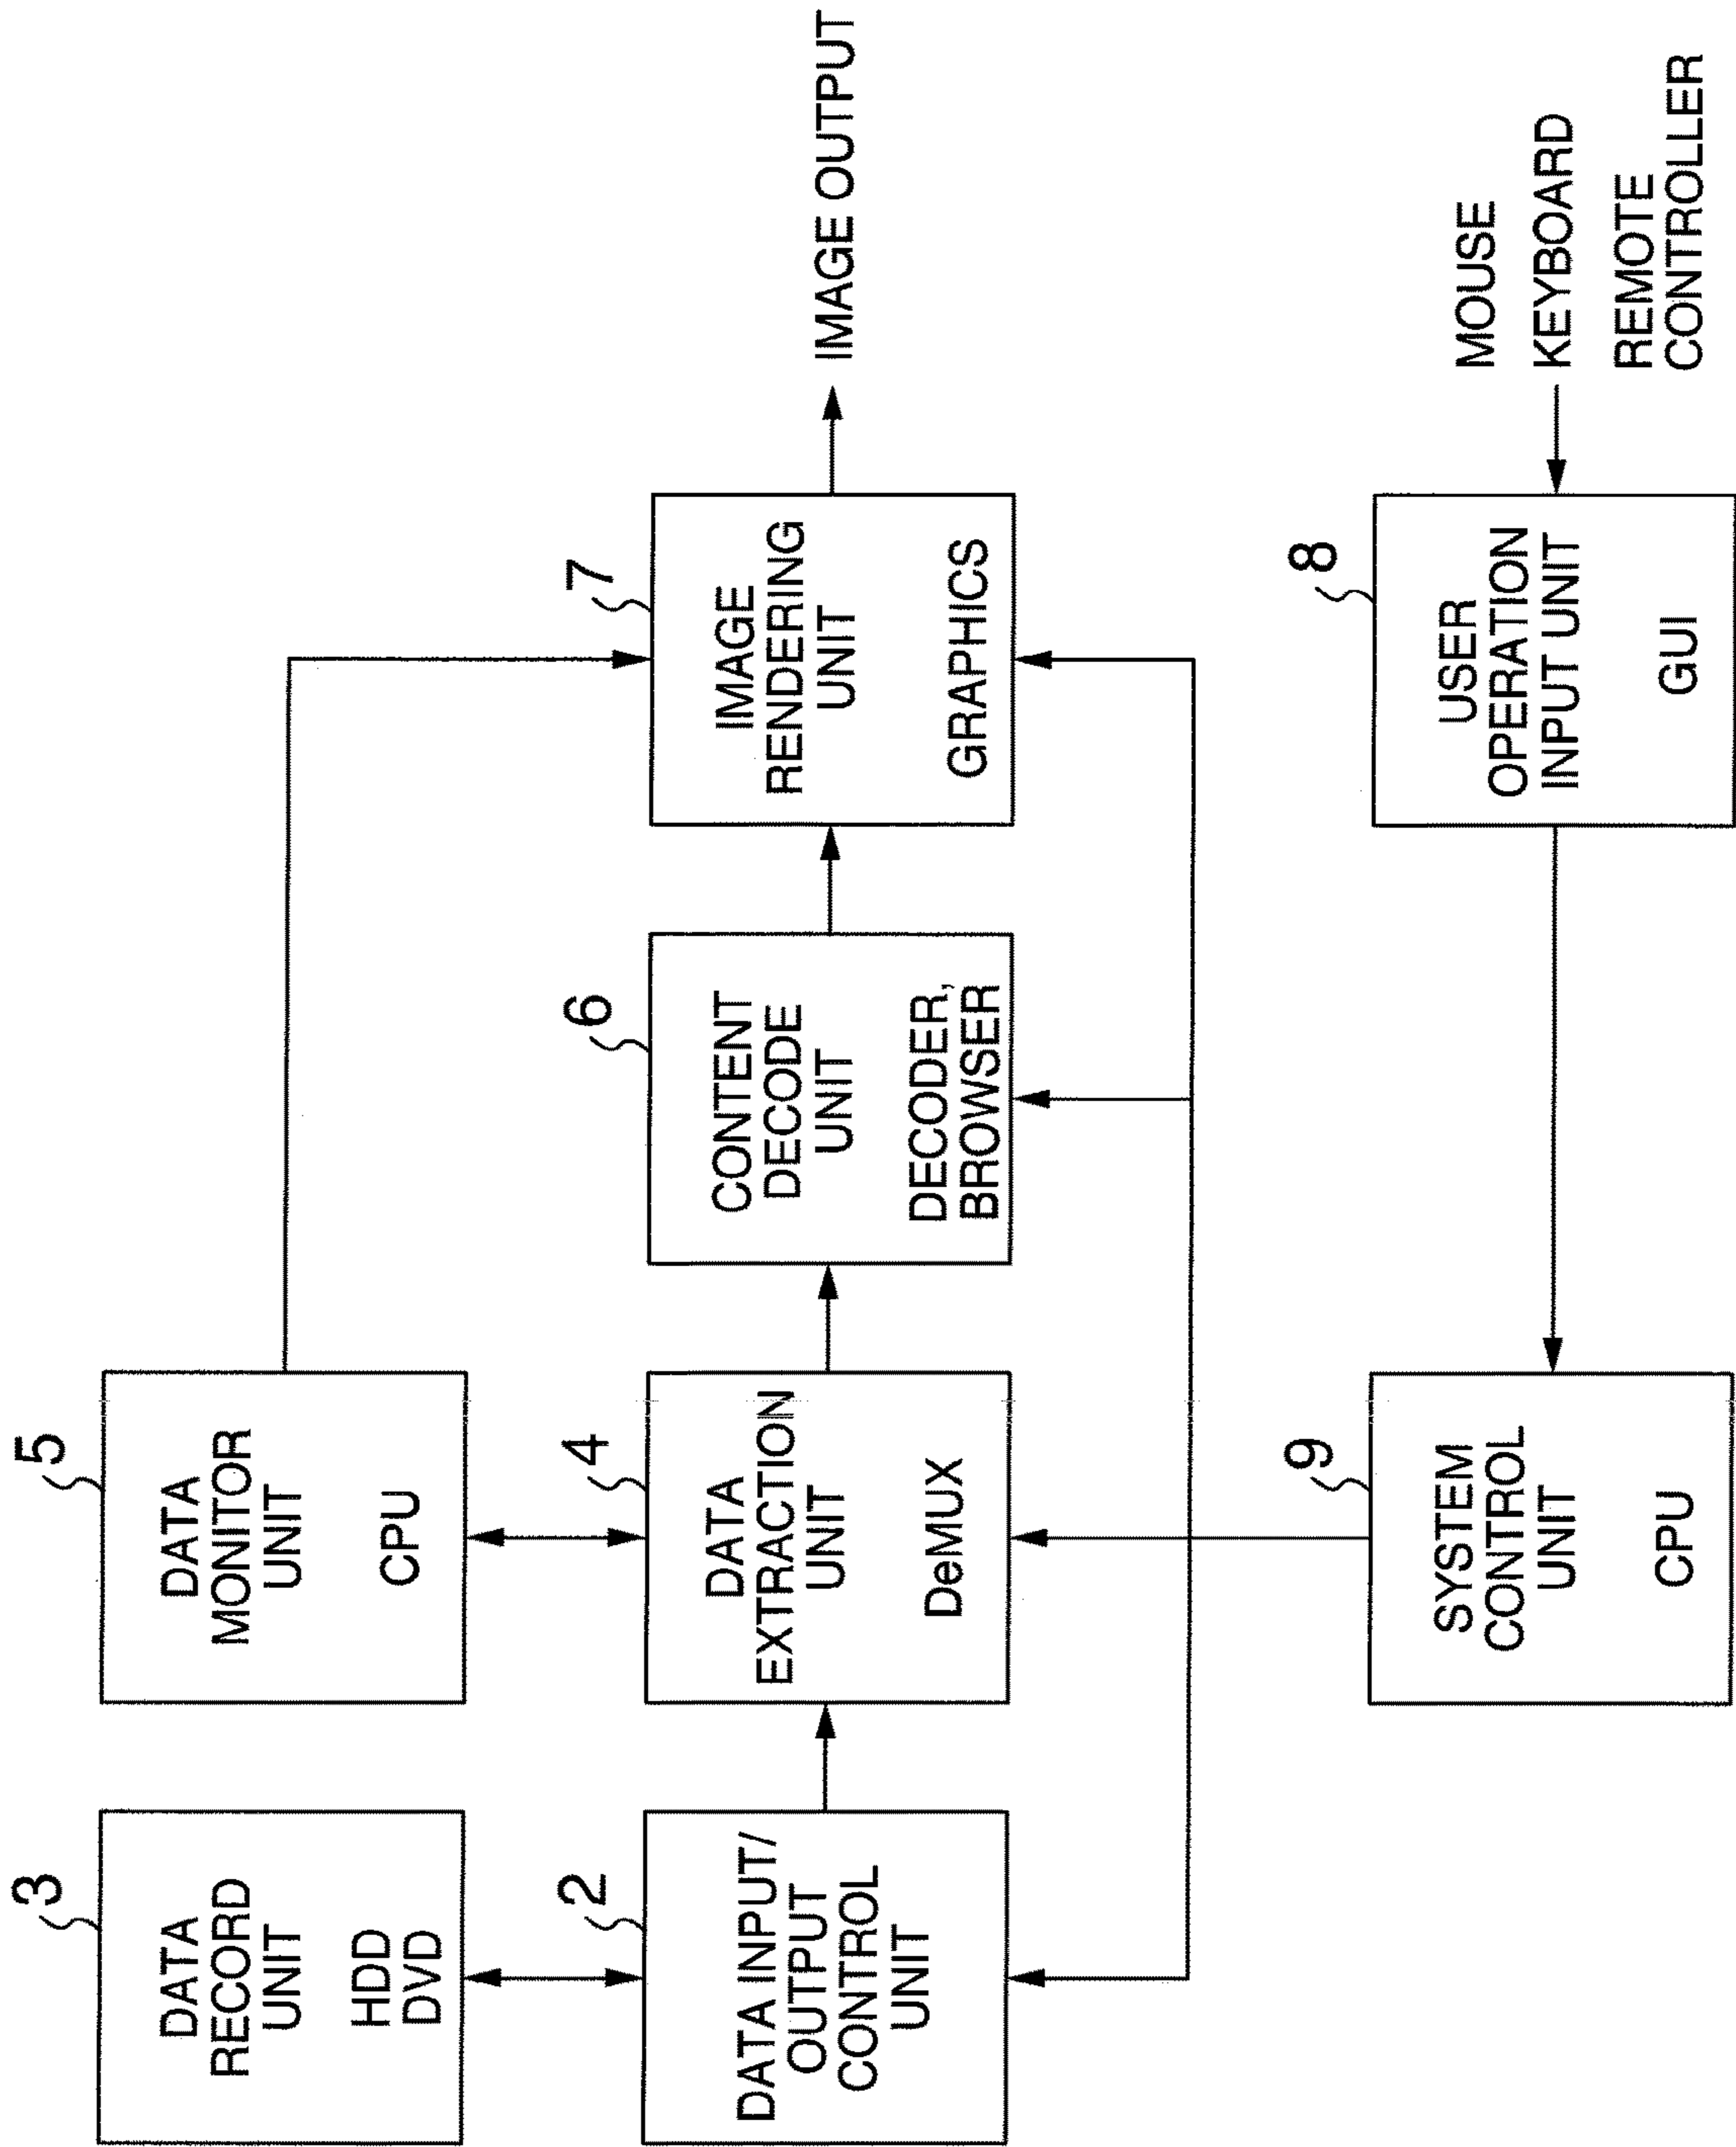 3
DATA
RECORD
UNIT
HDD
DVD
5
DATA
MONITOR
UNIT
CPU
2
DATA INPUT/
OUTPUT
CONTROL
UNIT
4
DATA
EXTRACTION
UNIT
DeMUX
6
CONTENT
DECODE
UNIT
DECODER,
BROWSER
7
IMAGE
RENDERING
UNIT
GRAPHICS
IMAGE OUTPUT
9
SYSTEM
CONTROL
UNIT
CPU
8
USER
OPERATION
INPUT UNIT
GUI
MOUSE
KEYBOARD
REMOTE
CONTROLLER